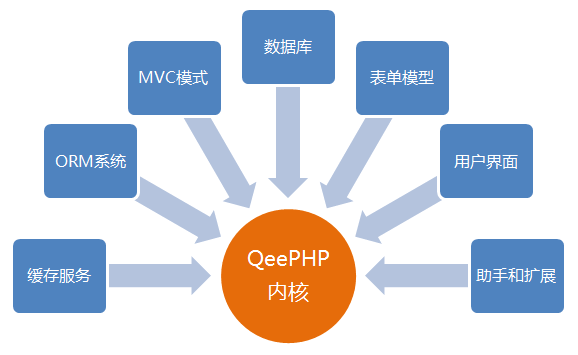 数据库
MVC模式
表单模型
ORM系统
用户界面
缓存服务
QeePHP
内核
助手和扩展